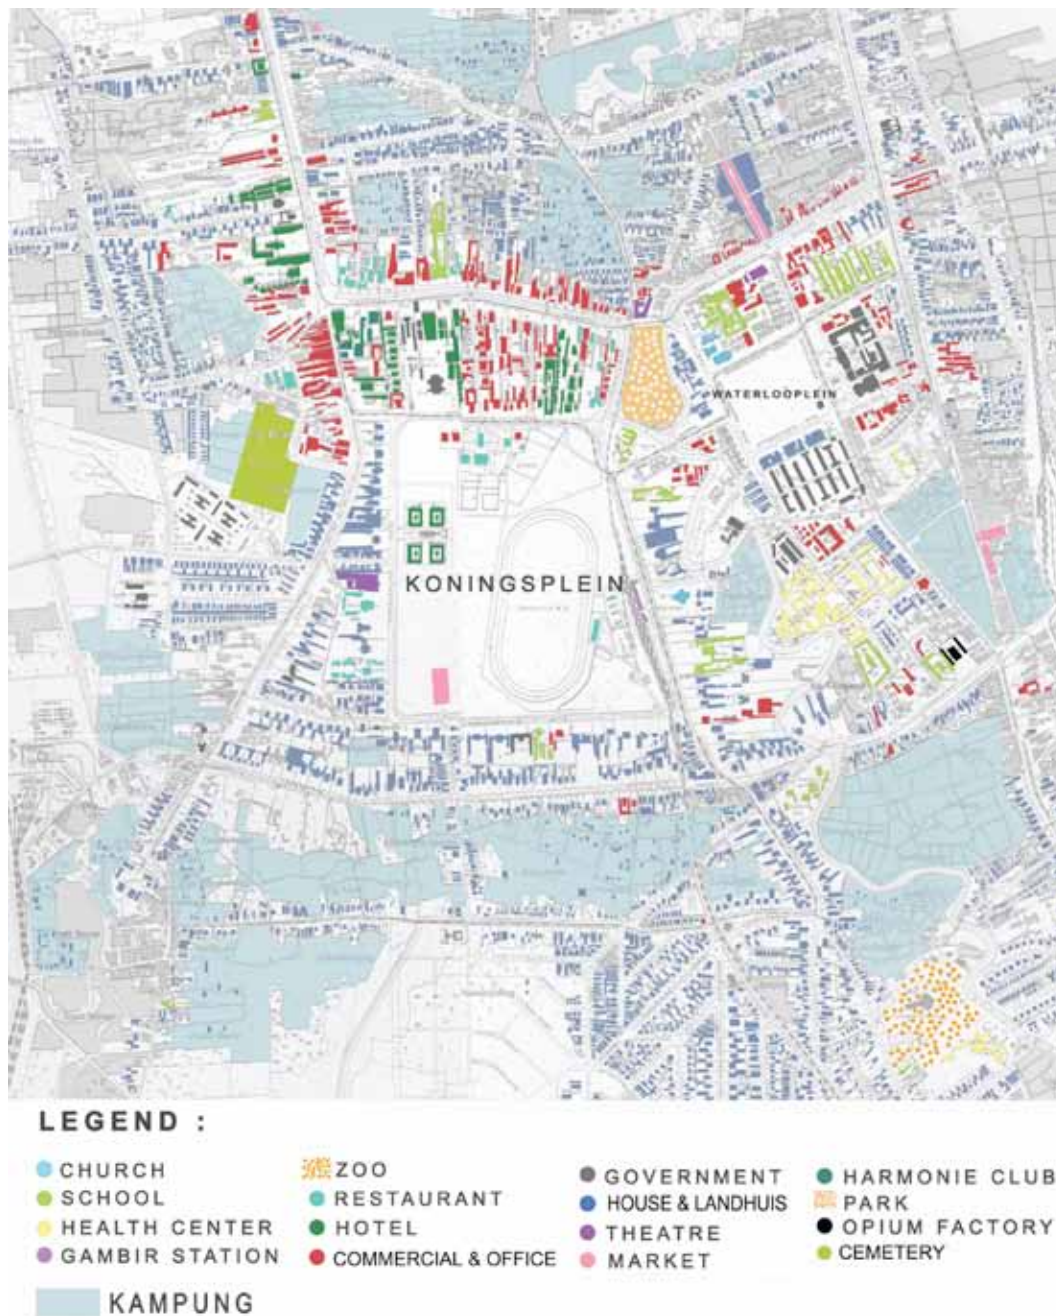 WATERLOOPLEIN
KONINGSPLEIN
LEGEND :
CHURCH
SCHOOL
HEALTH CENTER
GAMBIR STATION
ZOO
RESTAURANT
HOTEL
COMMERCIAL & OFFICE
GOVERNMENT
HOUSE & LANDHUIS
THEATRE
MARKET
HARMONIE CLUB
PARK
OPIUM FACTORY
CEMETERY
KAMPUNG